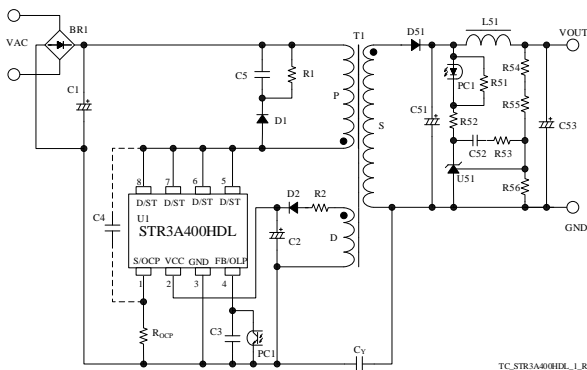 T1
D51
L51
VOUT
BR1
VAC
C1
C5
R1
P
D1
S
PC1
R51
R54
R55
C51
R52
C53
C52
R53
U51
R56
GND
8
7
6
5
D/ST
D/ST
D/ST
D/ST
C4
U1
STR3A400HDL
S/OCP
VCC
GND
FB/OLP
1
2
3
4
D2
R2
C2
D
ROCP
C3
PC1
CY
TC_STR3A400HDL_1_R